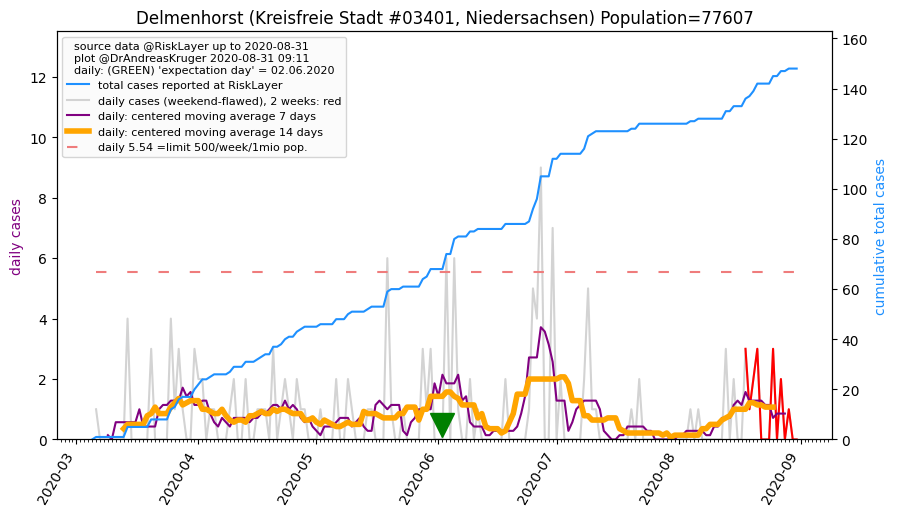 Delmenhorst (Kreisfreie Stadt #03401, Niedersachsen) Population=77607
source data @RiskLayer up to 2020-08-31
plot @DrAndreasKruger 2020-08-31 09:11
daily: (GREEN) 'expectation day' = 02.06.2020
total cases reported at RiskLayer
daily cases (weekend-flawed), 2 weeks: red
daily: centered moving average 7 days
daily: centered moving average 14 days
daily 5.54 =limit 500/week/1mio pop.
daily cases
12
10
8
6
4
2
0
cumulative total cases
160
140
120
100
80
60
40
20
0
2020-03
2020-04
2020-05
2020-06
2020-07
2020-08
2020-09